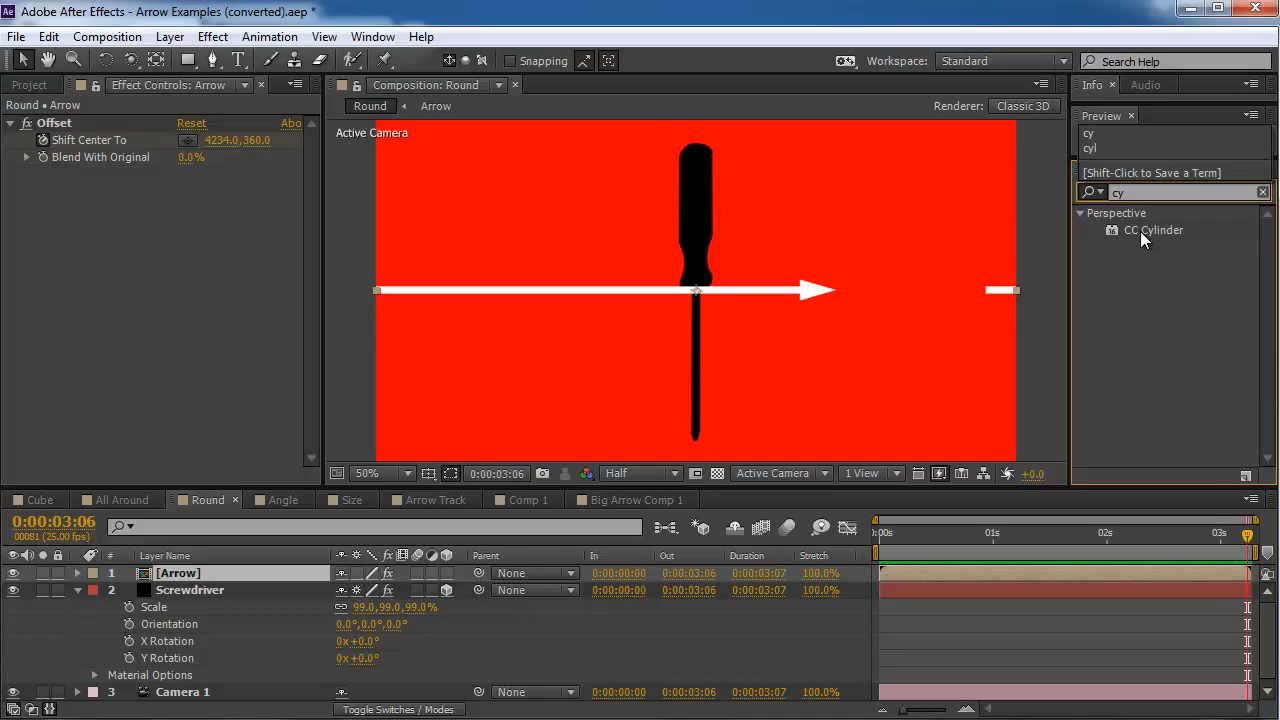 Adobe After Effects - Arrow Examples (converted).aep *
File Edit Composition Layer Effect Animation View Window Help
Snapping Workspace: Standard Search Help
Project Effect Controls: Arrow Composition: Round Info Audio
Round • Arrow Round Arrow Renderer: Classic 3D Preview
fx Offset Reset Abo Active Camera cy
Shift Center To 4234.0,360.0 cyl
Blend With Original 0.0%
[Shift-Click to Save a Term]
cy
Perspective
CC Cylinder
50% 0:00:03:06 Half Active Camera 1 View +0.0
Cube All Around Round Angle Size Arrow Track Comp 1 Big Arrow Comp 1
0:00:03:06
00081 (25.00 fps) :00s 01s 02s 03s
# Layer Name fx Parent In Out Duration Stretch
1 [Arrow] fx None 0:00:00:00 0:00:03:06 0:00:03:07 100.0%
2 Screwdriver fx None 0:00:00:00 0:00:03:06 0:00:03:07 100.0%
Scale 99.0,99.0,99.0%
Orientation 0.0°,0.0°,0.0°
X Rotation 0x+0.0°
Y Rotation 0x+0.0°
Material Options
3 Camera 1 None 0:00:00:00 0:00:03:06 0:00:03:07 100.0%
Toggle Switches / Modes